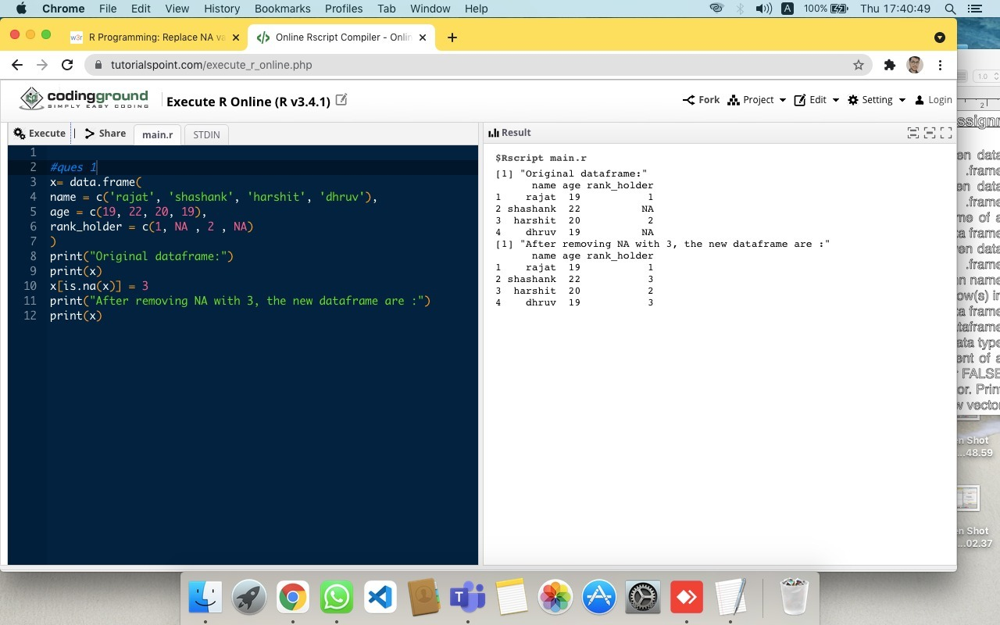 Chrome File Edit View History Bookmarks Profiles Tab Window Help A 100% Thu 17:40:49
w3r R Programming: Replace NA va
Online Rscript Compiler - Onlin
tutorialspoint.com/execute_r_online.php
codingground
SIMPLY EASY CODING
Execute R Online (R v3.4.1)
Fork Project Edit Setting Login
Execute Share main.r STDIN
1
2 #ques 1
3 x= data.frame(
4 name = c('rajat', 'shashank', 'harshit', 'dhruv'),
5 age = c(19, 22, 20, 19),
6 rank_holder = c(1, NA , 2 , NA)
7 )
8 print("Original dataframe:")
9 print(x)
10 x[is.na(x)] = 3
11 print("After removing NA with 3, the new dataframe are :")
12 print(x)
Result
$Rscript main.r
[1] "Original dataframe:"
name age rank_holder
1 rajat 19 1
2 shashank 22 NA
3 harshit 20 2
4 dhruv 19 NA
[1] "After removing NA with 3, the new dataframe are :"
name age rank_holder
1 rajat 19 1
2 shashank 22 3
3 harshit 20 2
4 dhruv 19 3
1.0
2
ssignm
en data
.frame
en data
.frame
me of a
a frame
en data
.frame
n name
ow(s) in
a frame
taframe
ata type
ent of a
FALSE
or. Prin
w vector
n Shot
...48.59
n Shot
...02.37